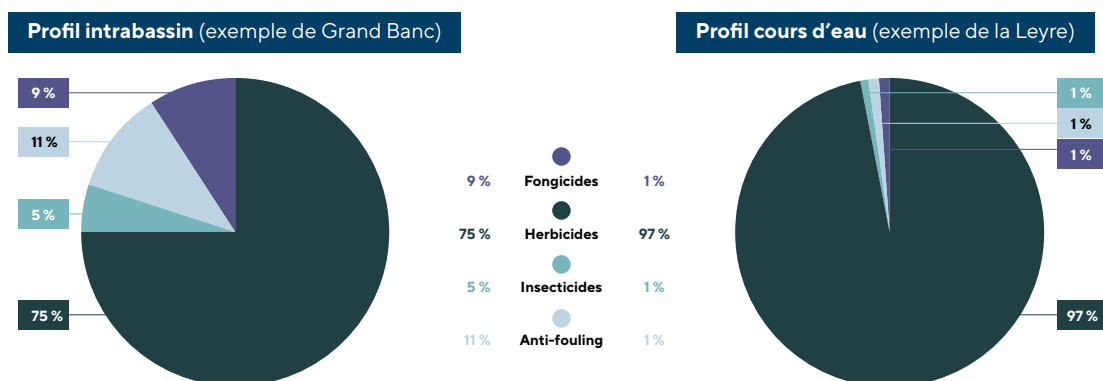 Profil intrabassin (exemple de Grand Banc)
9 %
11 %
5 %
75 %
9 % Fongicides 1 %
75 % Herbicides 97 %
5 % Insecticides 1 %
11 % Anti-fouling 1 %
Profil cours d'eau (exemple de la Leyre)
1 %
1 %
1 %
97 %